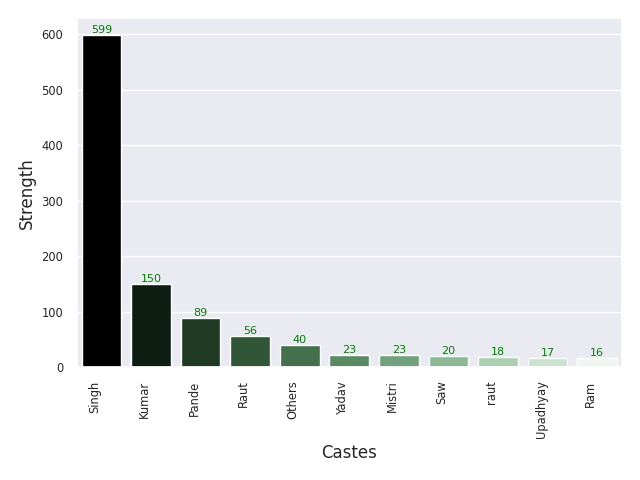 600
500
400
300
200
100
0
Strength
599
150
89
56
40
23
23
20
18
17
16
Singh
Kumar
Pande
Raut
Others
Yadav
Mistri
Saw
raut
Upadhyay
Ram
Castes